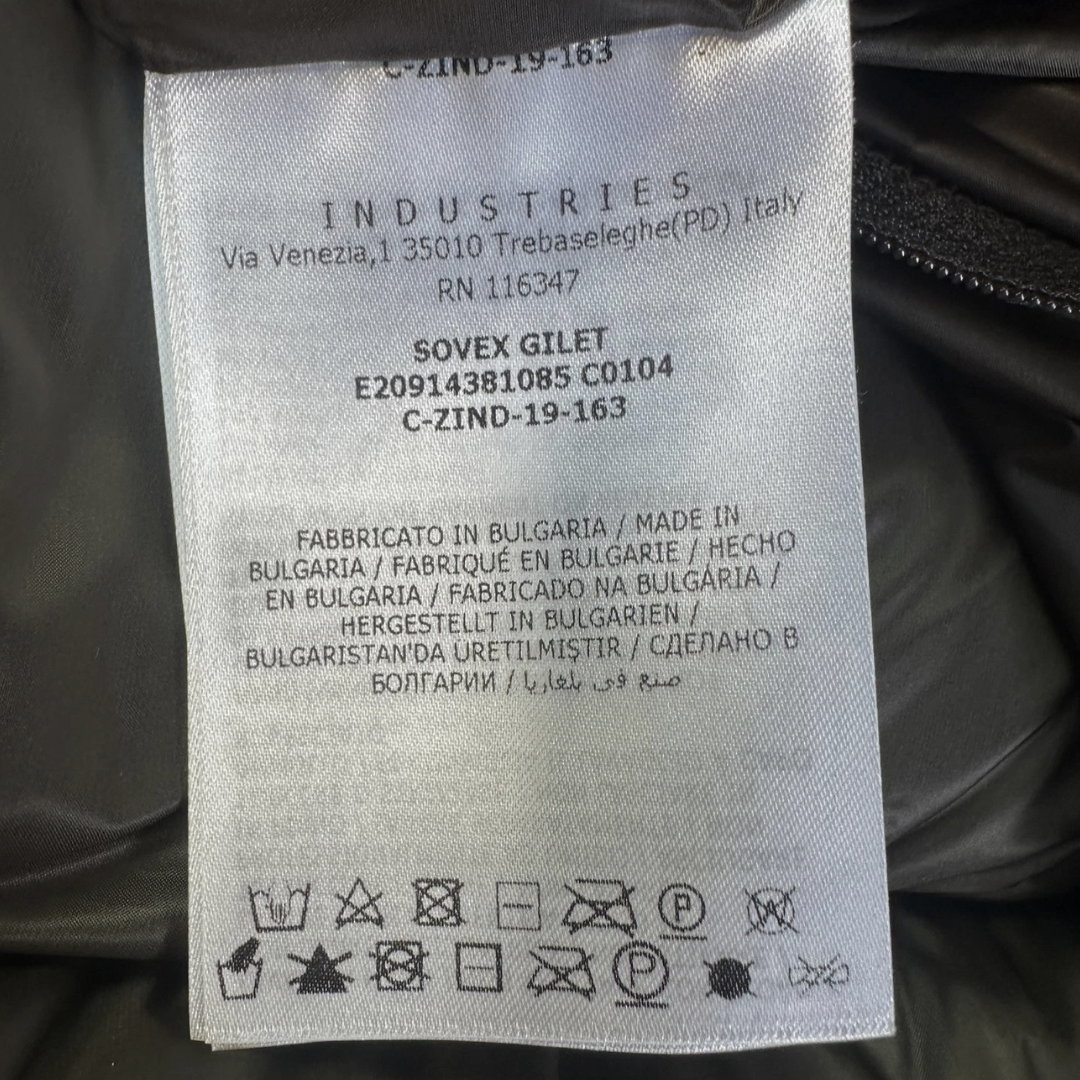 C-ZIND-19-163
INDUSTRIES
Via Venezia,1 35010 Trebaseleghe(PD) Italy
RN 116347
SOVEX GILET
E20914381085 C0104
C-ZIND-19-163
FABBRICATO IN BULGARIA / MADE IN
BULGARIA / FABRIQUÉ EN BULGARIE / HECHO
EN BULGARIA / FABRICADO NA BULGÁRIA /
HERGESTELLT IN BULGARIEN /
BULGARISTAN'DA ÜRETILMIŞTIR / СДЕЛАНО В
БОЛГАРИИ / صنع في بلغاريا
P W
P